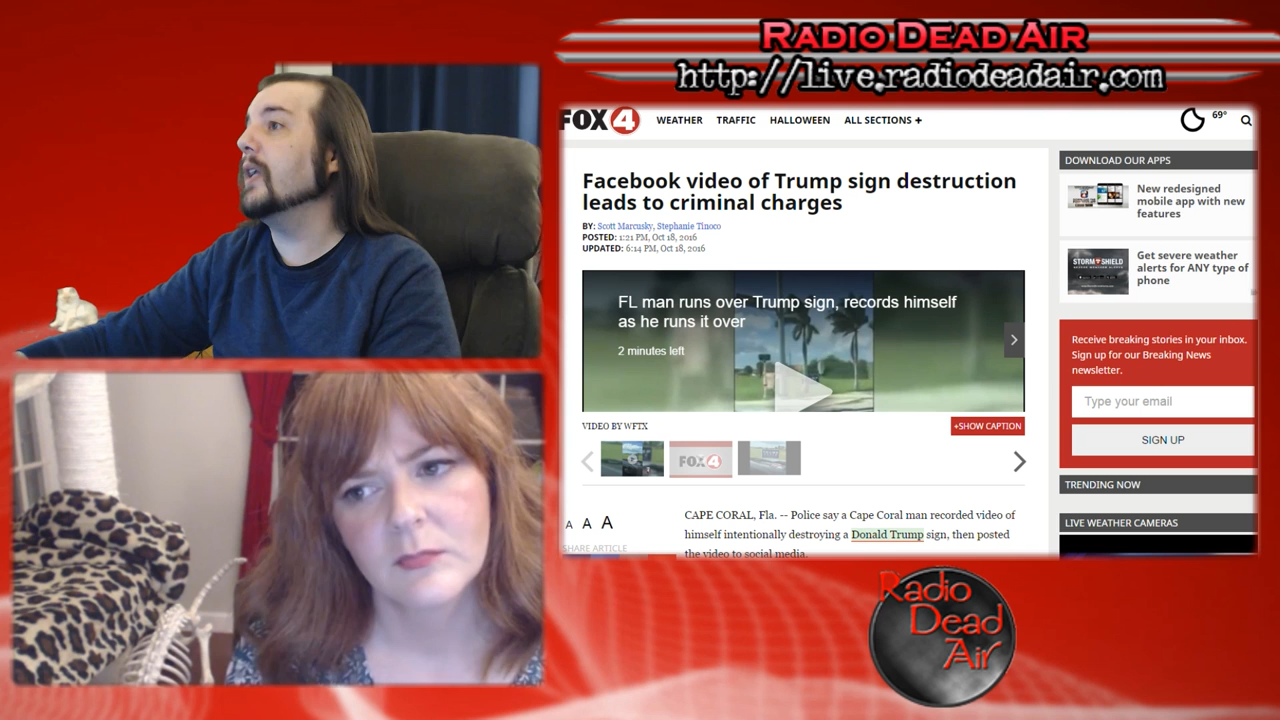 Radio Dead Air
http://live.radiodeadair.com
FOX 4
WEATHER TRAFFIC HALLOWEEN ALL SECTIONS +
69°
Facebook video of Trump sign destruction
leads to criminal charges
BY: Scott Marcusky, Stephanie Tinoco
POSTED: 1:21 PM, Oct 18, 2016
UPDATED: 6:14 PM, Oct 18, 2016
FL man runs over Trump sign, records himself
as he runs it over
2 minutes left
VIDEO BY WFTX
+SHOW CAPTION
FOX 4
A A A
SHARE ARTICLE
CAPE CORAL, Fla. -- Police say a Cape Coral man recorded video of
himself intentionally destroying a Donald Trump sign, then posted
the video to social media.
DOWNLOAD OUR APPS
New redesigned
mobile app with new
features
STORM SHIELD
Get severe weather
alerts for ANY type of
phone
Receive breaking stories in your inbox.
Sign up for our Breaking News
newsletter.
Type your email
SIGN UP
TRENDING NOW
LIVE WEATHER CAMERAS
Radio
Dead
Air